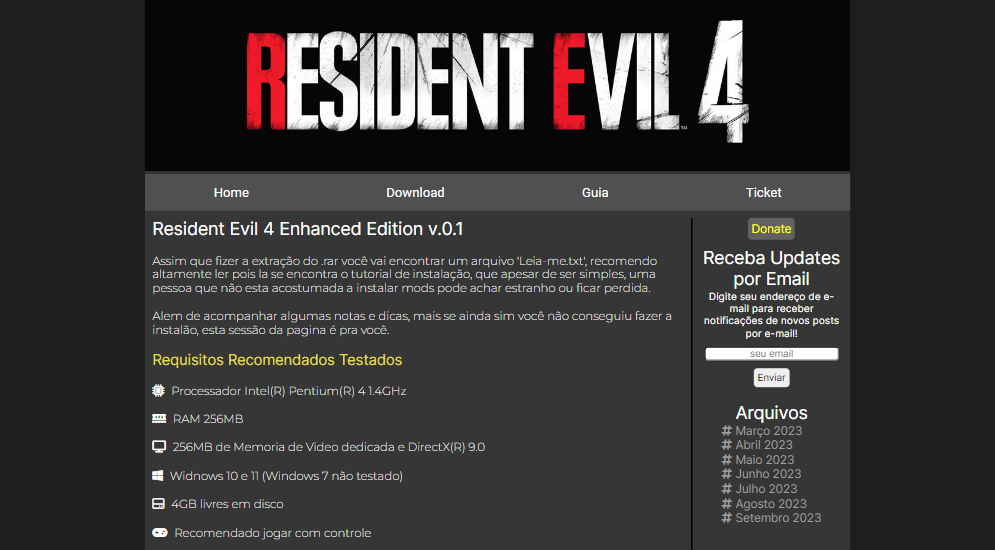 RESIDENT EVIL 4
TM
Home Download Guia Ticket
Resident Evil 4 Enhanced Edition v.0.1
Assim que fizer a extração do .rar você vai encontrar um arquivo 'Leia-me.txt', recomendo
altamente ler pois la se encontra o tutorial de instalação, que apesar de ser simples, uma
pessoa que não esta acostumada a instalar mods pode achar estranho ou ficar perdida.
Alem de acompanhar algumas notas e dicas, mais se ainda sim você não conseguiu fazer a
instalão, esta sessão da pagina é pra você.
Requisitos Recomendados Testados
Processador Intel(R) Pentium(R) 4 1.4GHz
RAM 256MB
256MB de Memoria de Video dedicada e DirectX(R) 9.0
Widnows 10 e 11 (Windows 7 não testado)
4GB livres em disco
Recomendado jogar com controle
Donate
Receba Updates
por Email
Digite seu endereço de e-
mail para receber
notificações de novos posts
por e-mail!
seu email
Enviar
Arquivos
# Março 2023
# Abril 2023
# Maio 2023
# Junho 2023
# Julho 2023
# Agosto 2023
# Setembro 2023